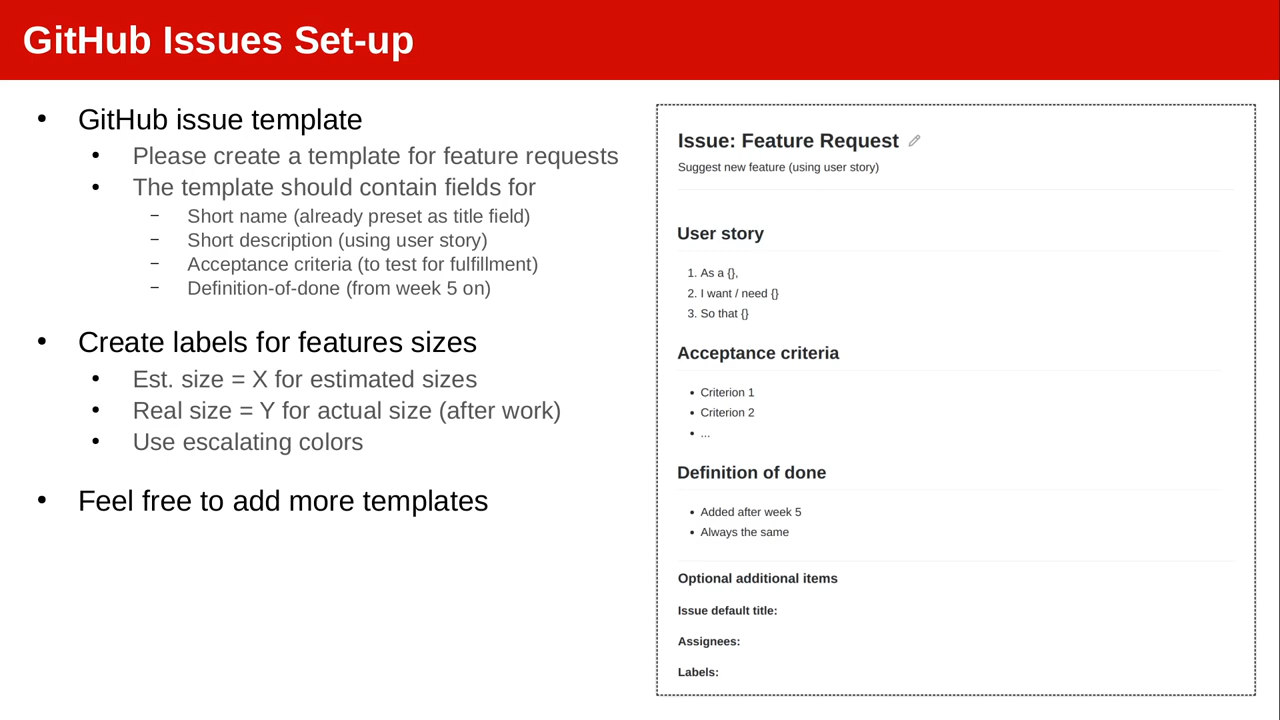 GitHub Issues Set-up
• GitHub issue template
• Please create a template for feature requests
• The template should contain fields for
– Short name (already preset as title field)
– Short description (using user story)
– Acceptance criteria (to test for fulfillment)
– Definition-of-done (from week 5 on)
• Create labels for features sizes
• Est. size = X for estimated sizes
• Real size = Y for actual size (after work)
• Use escalating colors
• Feel free to add more templates
Issue: Feature Request
Suggest new feature (using user story)
User story
1. As a {},
2. I want / need {}
3. So that {}
Acceptance criteria
• Criterion 1
• Criterion 2
• ...
Definition of done
• Added after week 5
• Always the same
Optional additional items
Issue default title:
Assignees:
Labels: